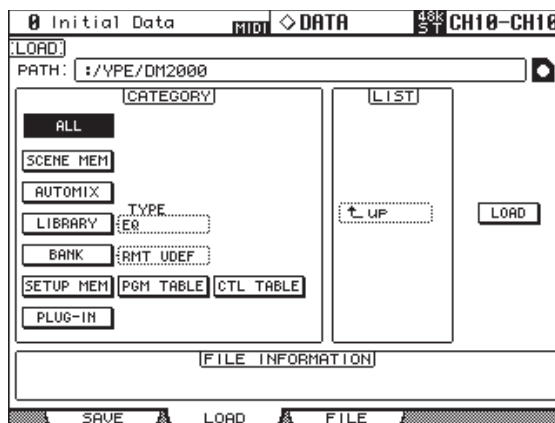 0 Initial Data MIDI ◇DATA 48k ST CH10-CH16
LOAD
PATH: :/YPE/DM2000
CATEGORY LIST
ALL
SCENE MEM
AUTOMIX
TYPE
LIBRARY EQ UP LOAD
BANK RMT UDEF
SETUP MEM PGM TABLE CTL TABLE
PLUG-IN
FILE INFORMATION
SAVE LOAD FILE